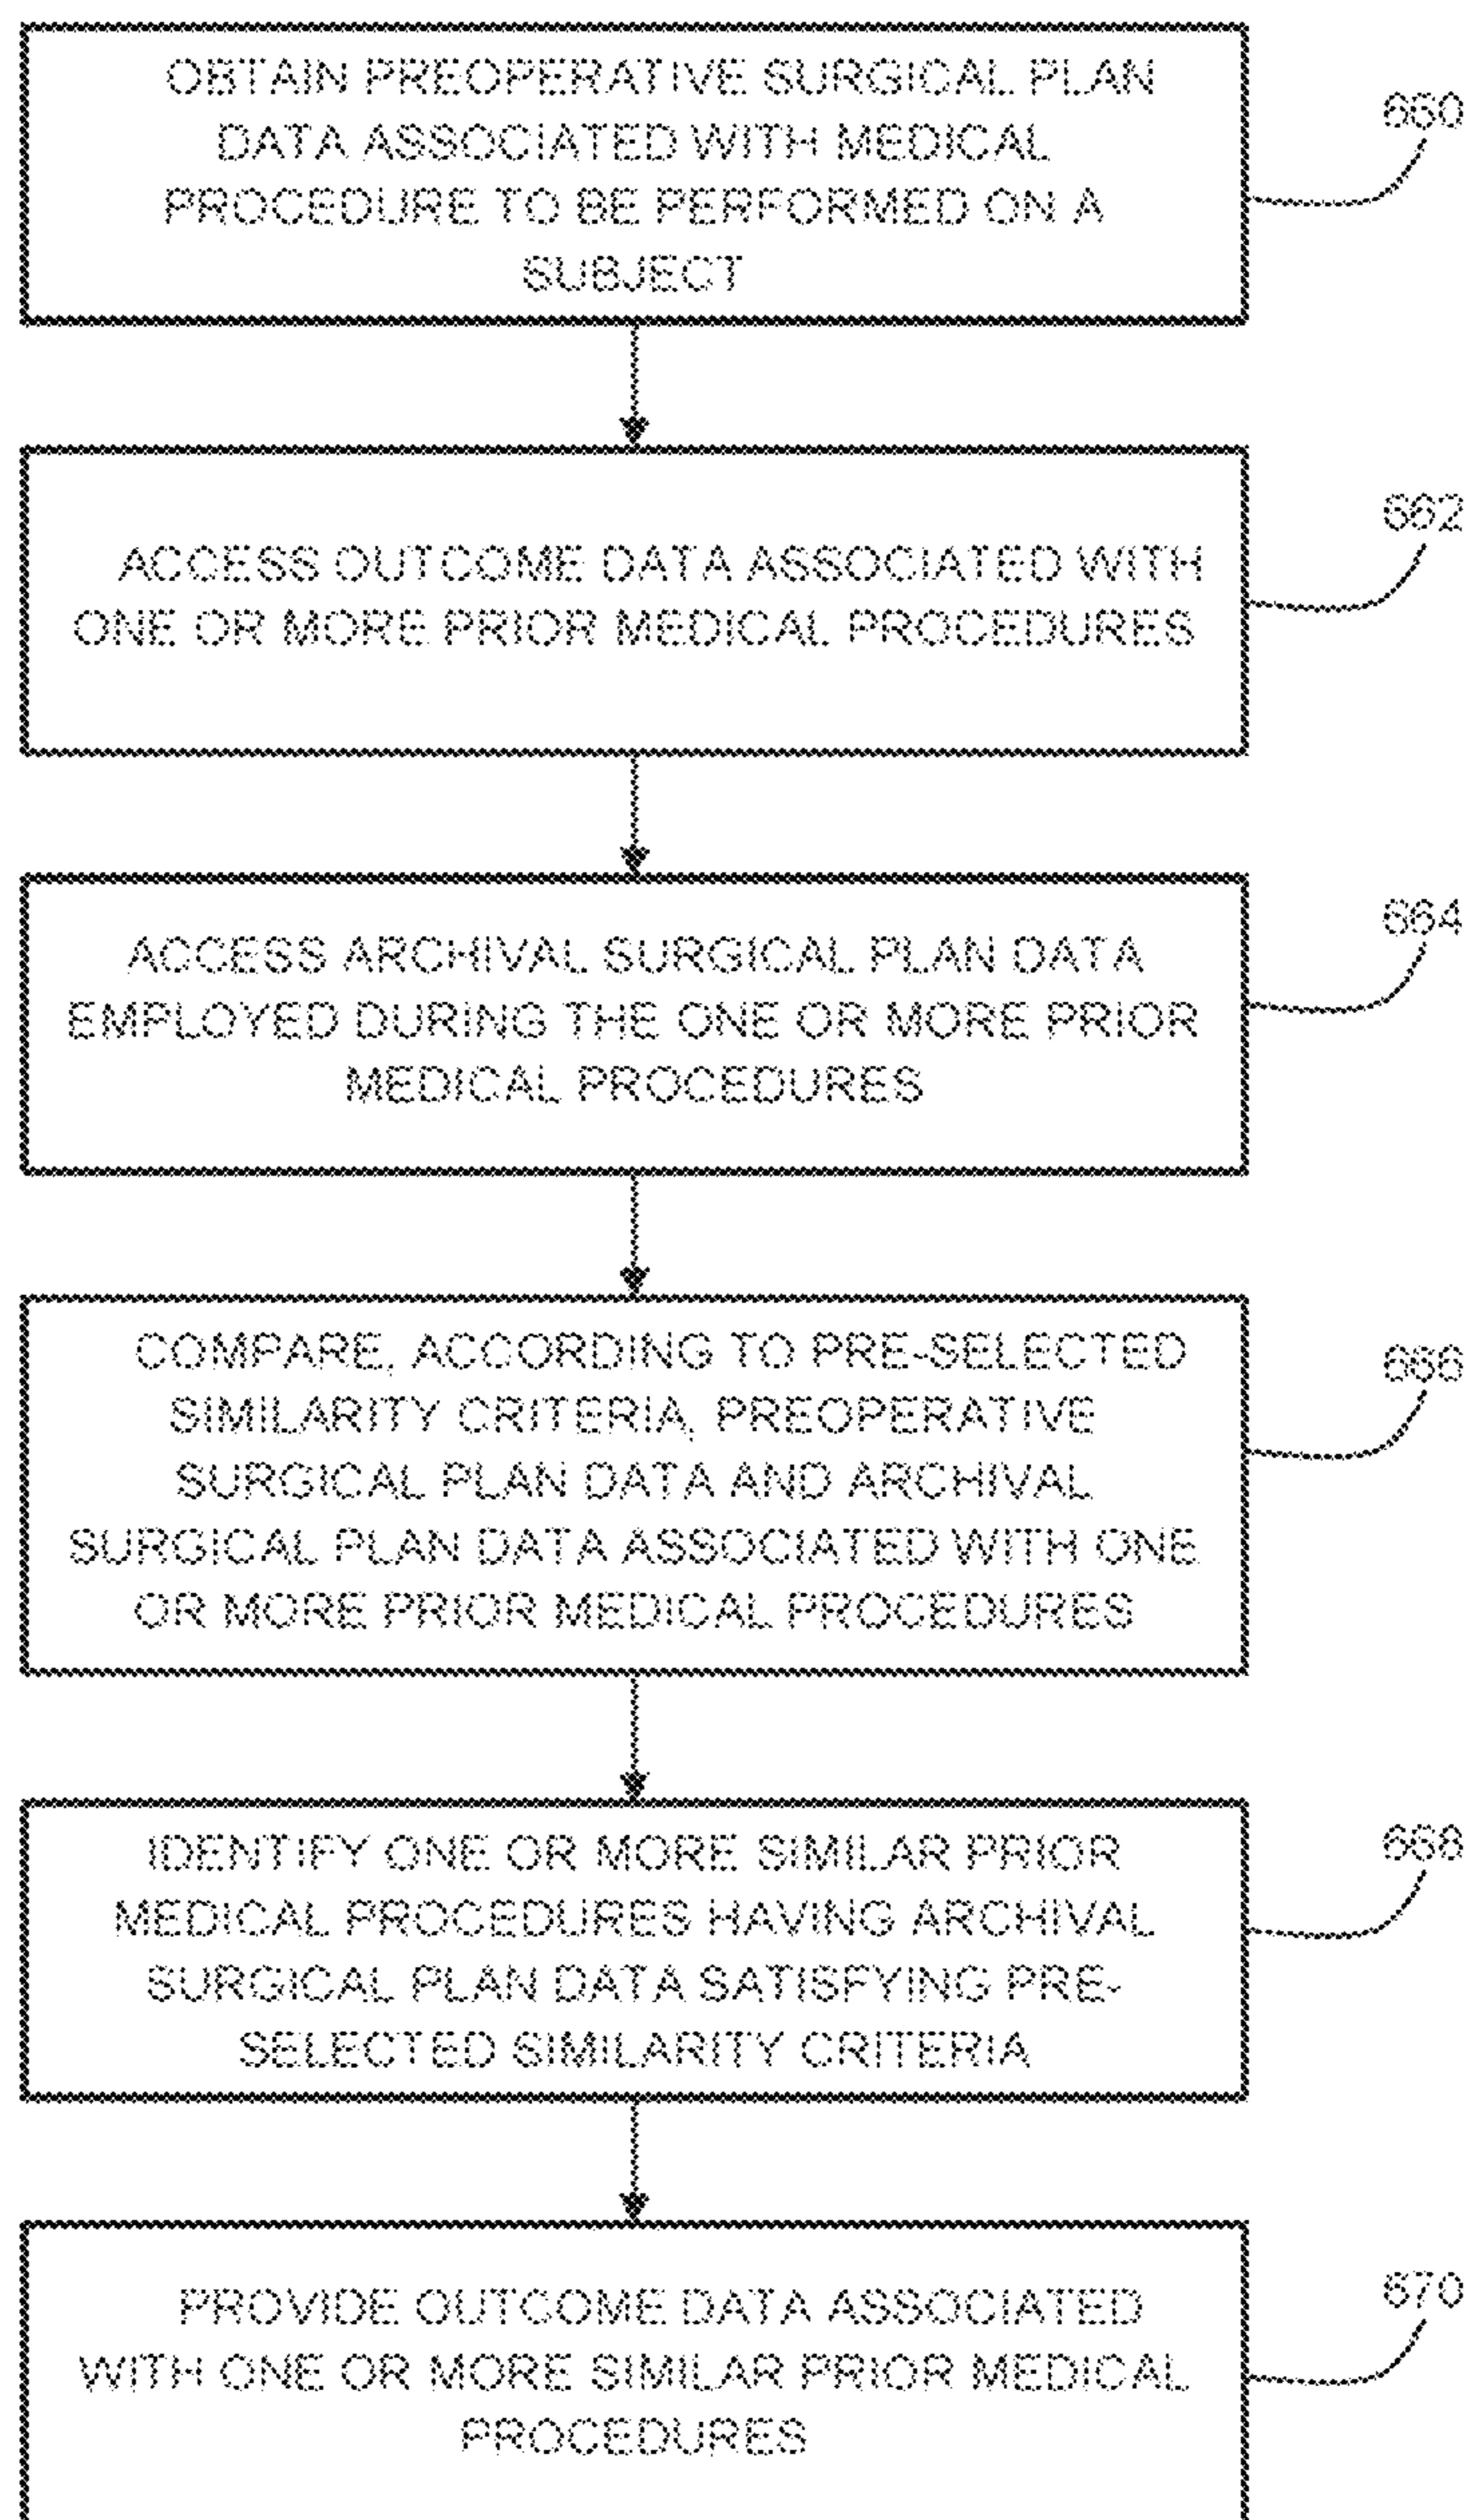 OBTAIN PREOPERATIVE SURGICAL PLAN
DATA ASSOCIATED WITH MEDICAL
PROCEDURE TO BE PERFORMED ON A
SUBJECT
660
ACCESS OUTCOME DATA ASSOCIATED WITH
ONE OR MORE PRIOR MEDICAL PROCEDURES
662
ACCESS ARCHIVAL SURGICAL PLAN DATA
EMPLOYED DURING THE ONE OR MORE PRIOR
MEDICAL PROCEDURES
664
COMPARE, ACCORDING TO PRE-SELECTED
SIMILARITY CRITERIA, PREOPERATIVE
SURGICAL PLAN DATA AND ARCHIVAL
SURGICAL PLAN DATA ASSOCIATED WITH ONE
OR MORE PRIOR MEDICAL PROCEDURES
666
IDENTIFY ONE OR MORE SIMILAR PRIOR
MEDICAL PROCEDURES HAVING ARCHIVAL
SURGICAL PLAN DATA SATISFYING PRE-
SELECTED SIMILARITY CRITERIA
668
PROVIDE OUTCOME DATA ASSOCIATED
WITH ONE OR MORE SIMILAR PRIOR MEDICAL
PROCEDURES
670